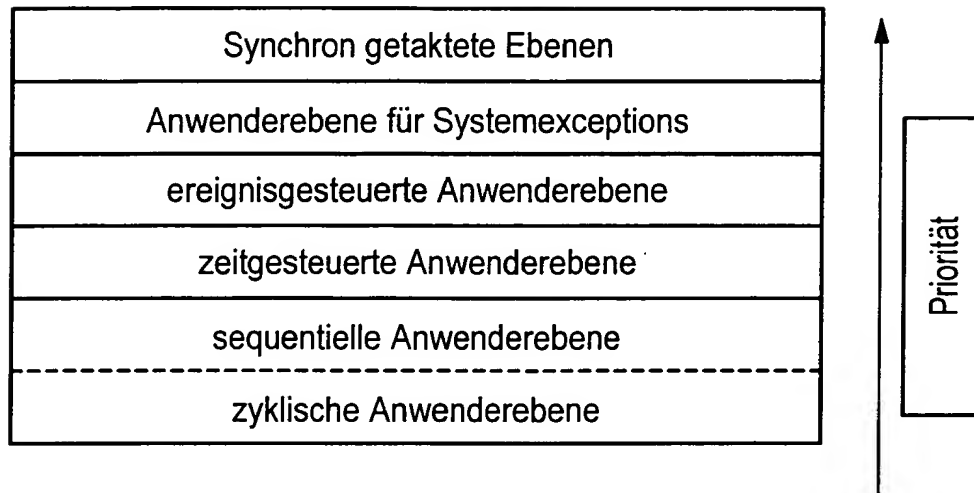 Synchron getaktete Ebenen
Anwenderebene für Systemexceptions
ereignisgesteuerte Anwenderebene
zeitgesteuerte Anwenderebene
sequentielle Anwenderebene
zyklische Anwenderebene
Priorität